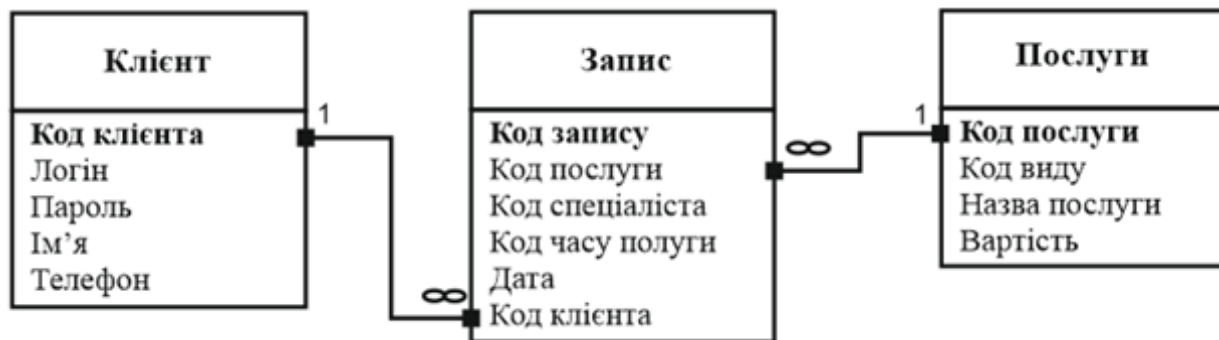 Клієнт
Код клієнта
Логін
Пароль
Ім’я
Телефон
1
∞
Запис
Код запису
Код послуги
Код спеціаліста
Код часу полуги
Дата
Код клієнта
∞
1
Послуги
Код послуги
Код виду
Назва послуги
Вартість